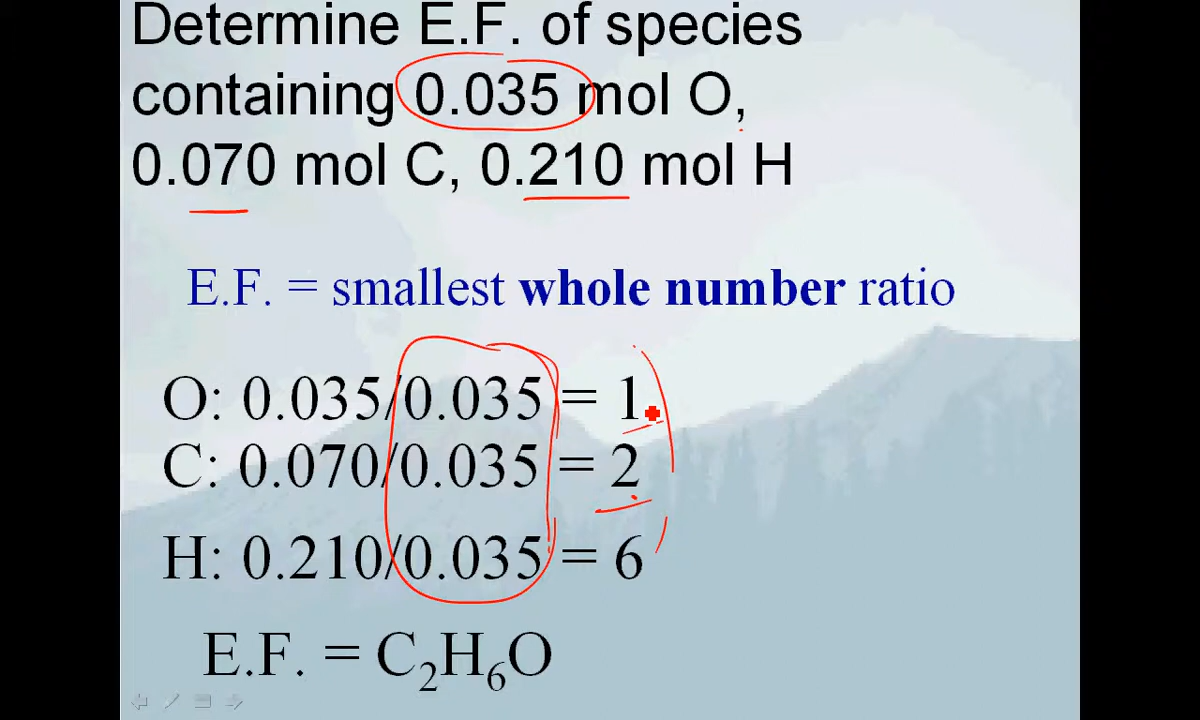 Determine E.F. of species
containing 0.035 mol O,
0.070 mol C, 0.210 mol H
E.F. = smallest whole number ratio
O: 0.035/0.035 = 1
C: 0.070/0.035 = 2
H: 0.210/0.035 = 6
E.F. = C₂H₆O